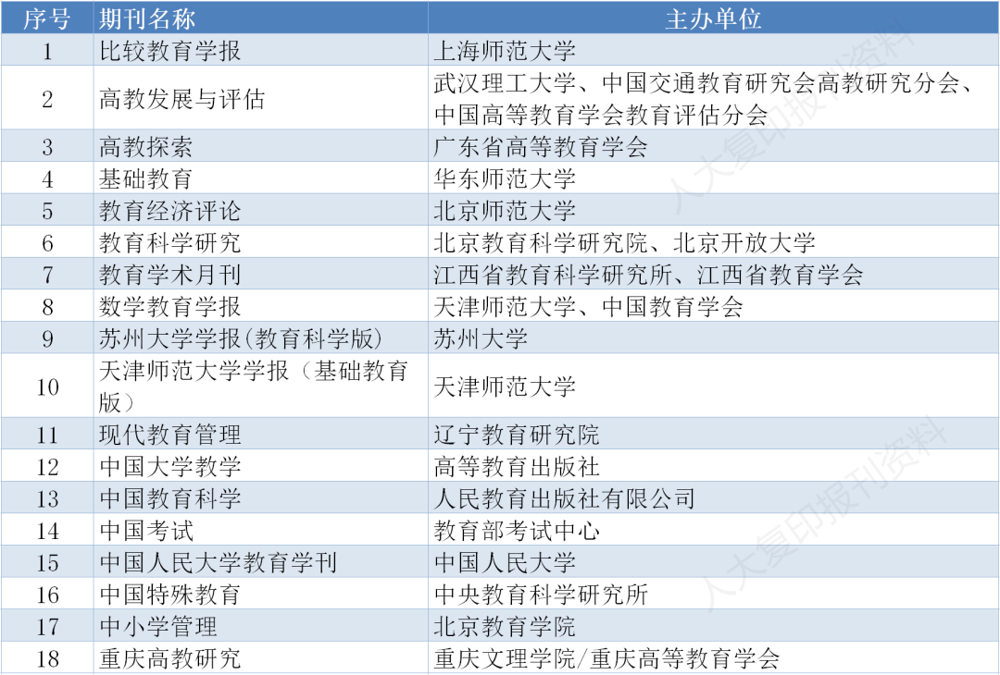 序号 期刊名称 主办单位
1 比较教育学报 上海师范大学
2 高教发展与评估 武汉理工大学、中国交通教育研究会高教研究分会、
中国高等教育学会教育评估分会
3 高教探索 广东省高等教育学会
4 基础教育 华东师范大学
5 教育经济评论 北京师范大学
6 教育科学研究 北京教育科学研究院、北京开放大学
7 教育学术月刊 江西省教育科学研究所、江西省教育学会
8 数学教育学报 天津师范大学、中国教育学会
9 苏州大学学报(教育科学版) 苏州大学
10 天津师范大学学报（基础教育
版） 天津师范大学
11 现代教育管理 辽宁教育研究院
12 中国大学教学 高等教育出版社
13 中国教育科学 人民教育出版社有限公司
14 中国考试 教育部考试中心
15 中国人民大学教育学刊 中国人民大学
16 中国特殊教育 中央教育科学研究所
17 中小学管理 北京教育学院
18 重庆高教研究 重庆文理学院/重庆高等教育学会
人大复印报刊资料
人大复印报刊资料